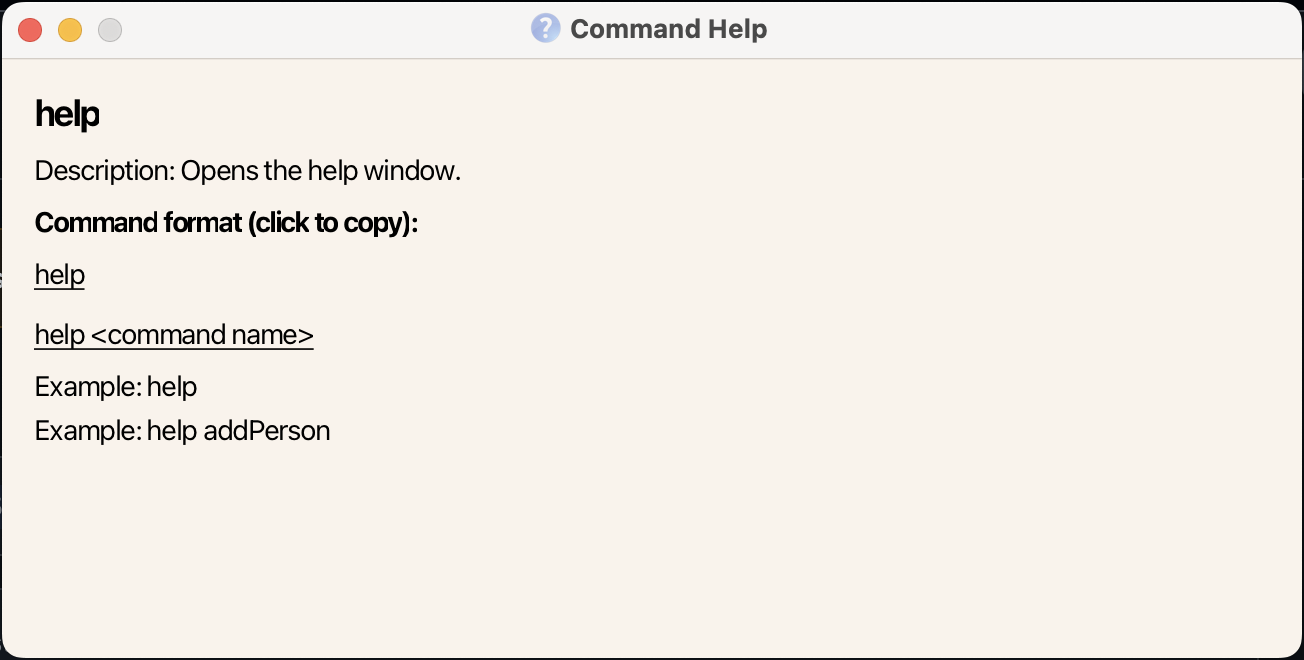 Command Help
help
Description: Opens the help window.
Command format (click to copy):
help
help <command name>
Example: help
Example: help addPerson